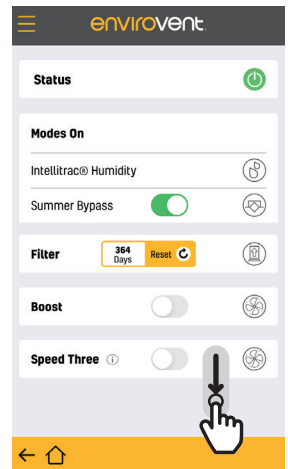 envirovent
Status
Modes On
Intellitrac® Humidity
Summer Bypass
Filter 364 Days Reset
Boost
Speed Three